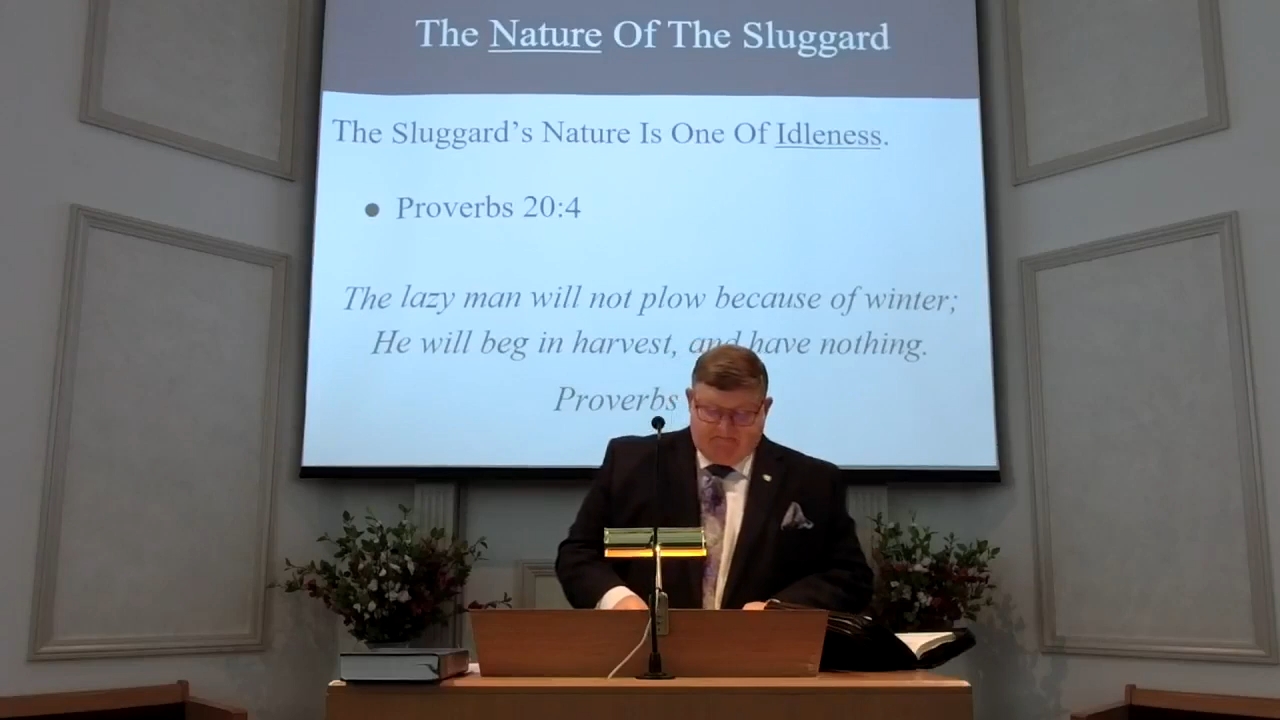 The Nature Of The Sluggard
The Sluggard's Nature Is One Of Idleness.
● Proverbs 20:4
The lazy man will not plow because of winter;
He will beg in harvest, and have nothing.
Proverbs